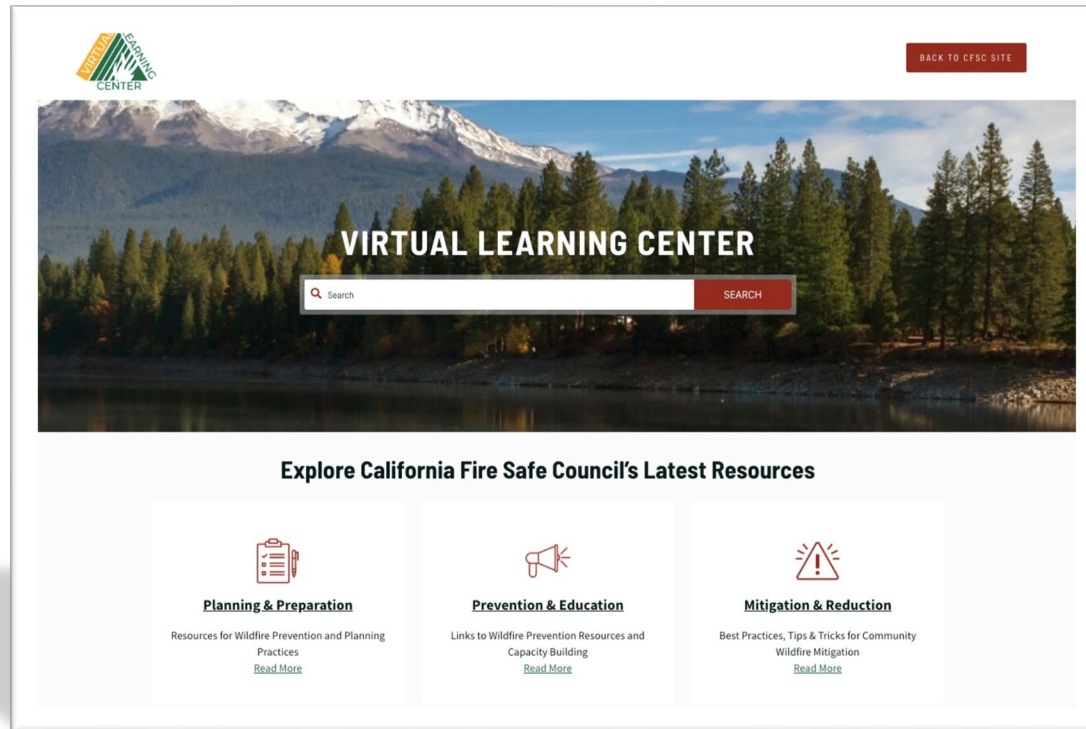 VIRTUAL
LEARNING
CENTER
BACK TO CFSC SITE
VIRTUAL LEARNING CENTER
Search
SEARCH
Explore California Fire Safe Council's Latest Resources
Planning & Preparation
Resources for Wildfire Prevention and Planning
Practices
Read More
Prevention & Education
Links to Wildfire Prevention Resources and
Capacity Building
Read More
Mitigation & Reduction
Best Practices, Tips & Tricks for Community
Wildfire Mitigation
Read More